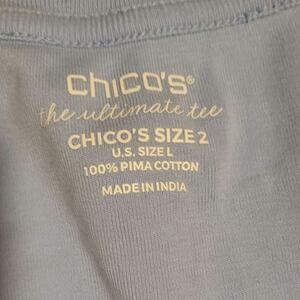 chico's®
the ultimate tee
CHICO'S SIZE 2
U.S. SIZE L
100% PIMA COTTON
MADE IN INDIA